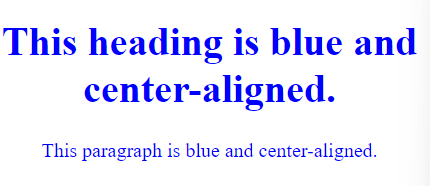 This heading is blue and
center-aligned.
This paragraph is blue and center-aligned.